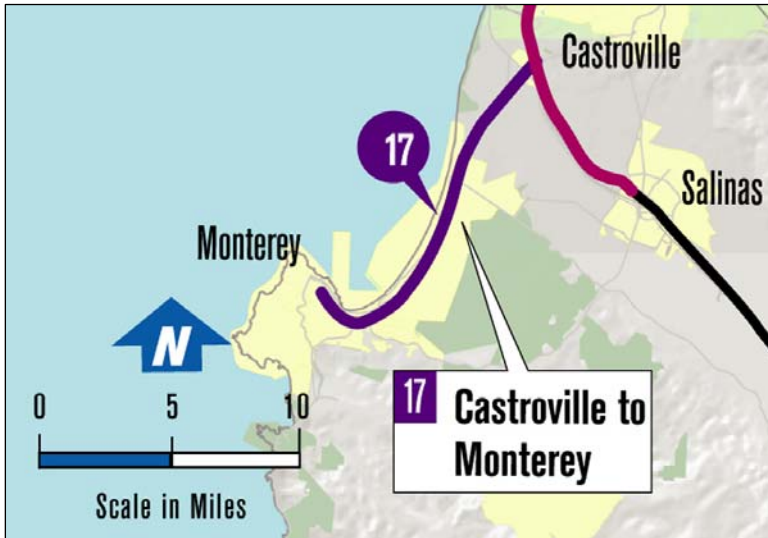 Castroville
17
Salinas
Monterey
N
17 Castroville to
Monterey
0 5 10
Scale in Miles